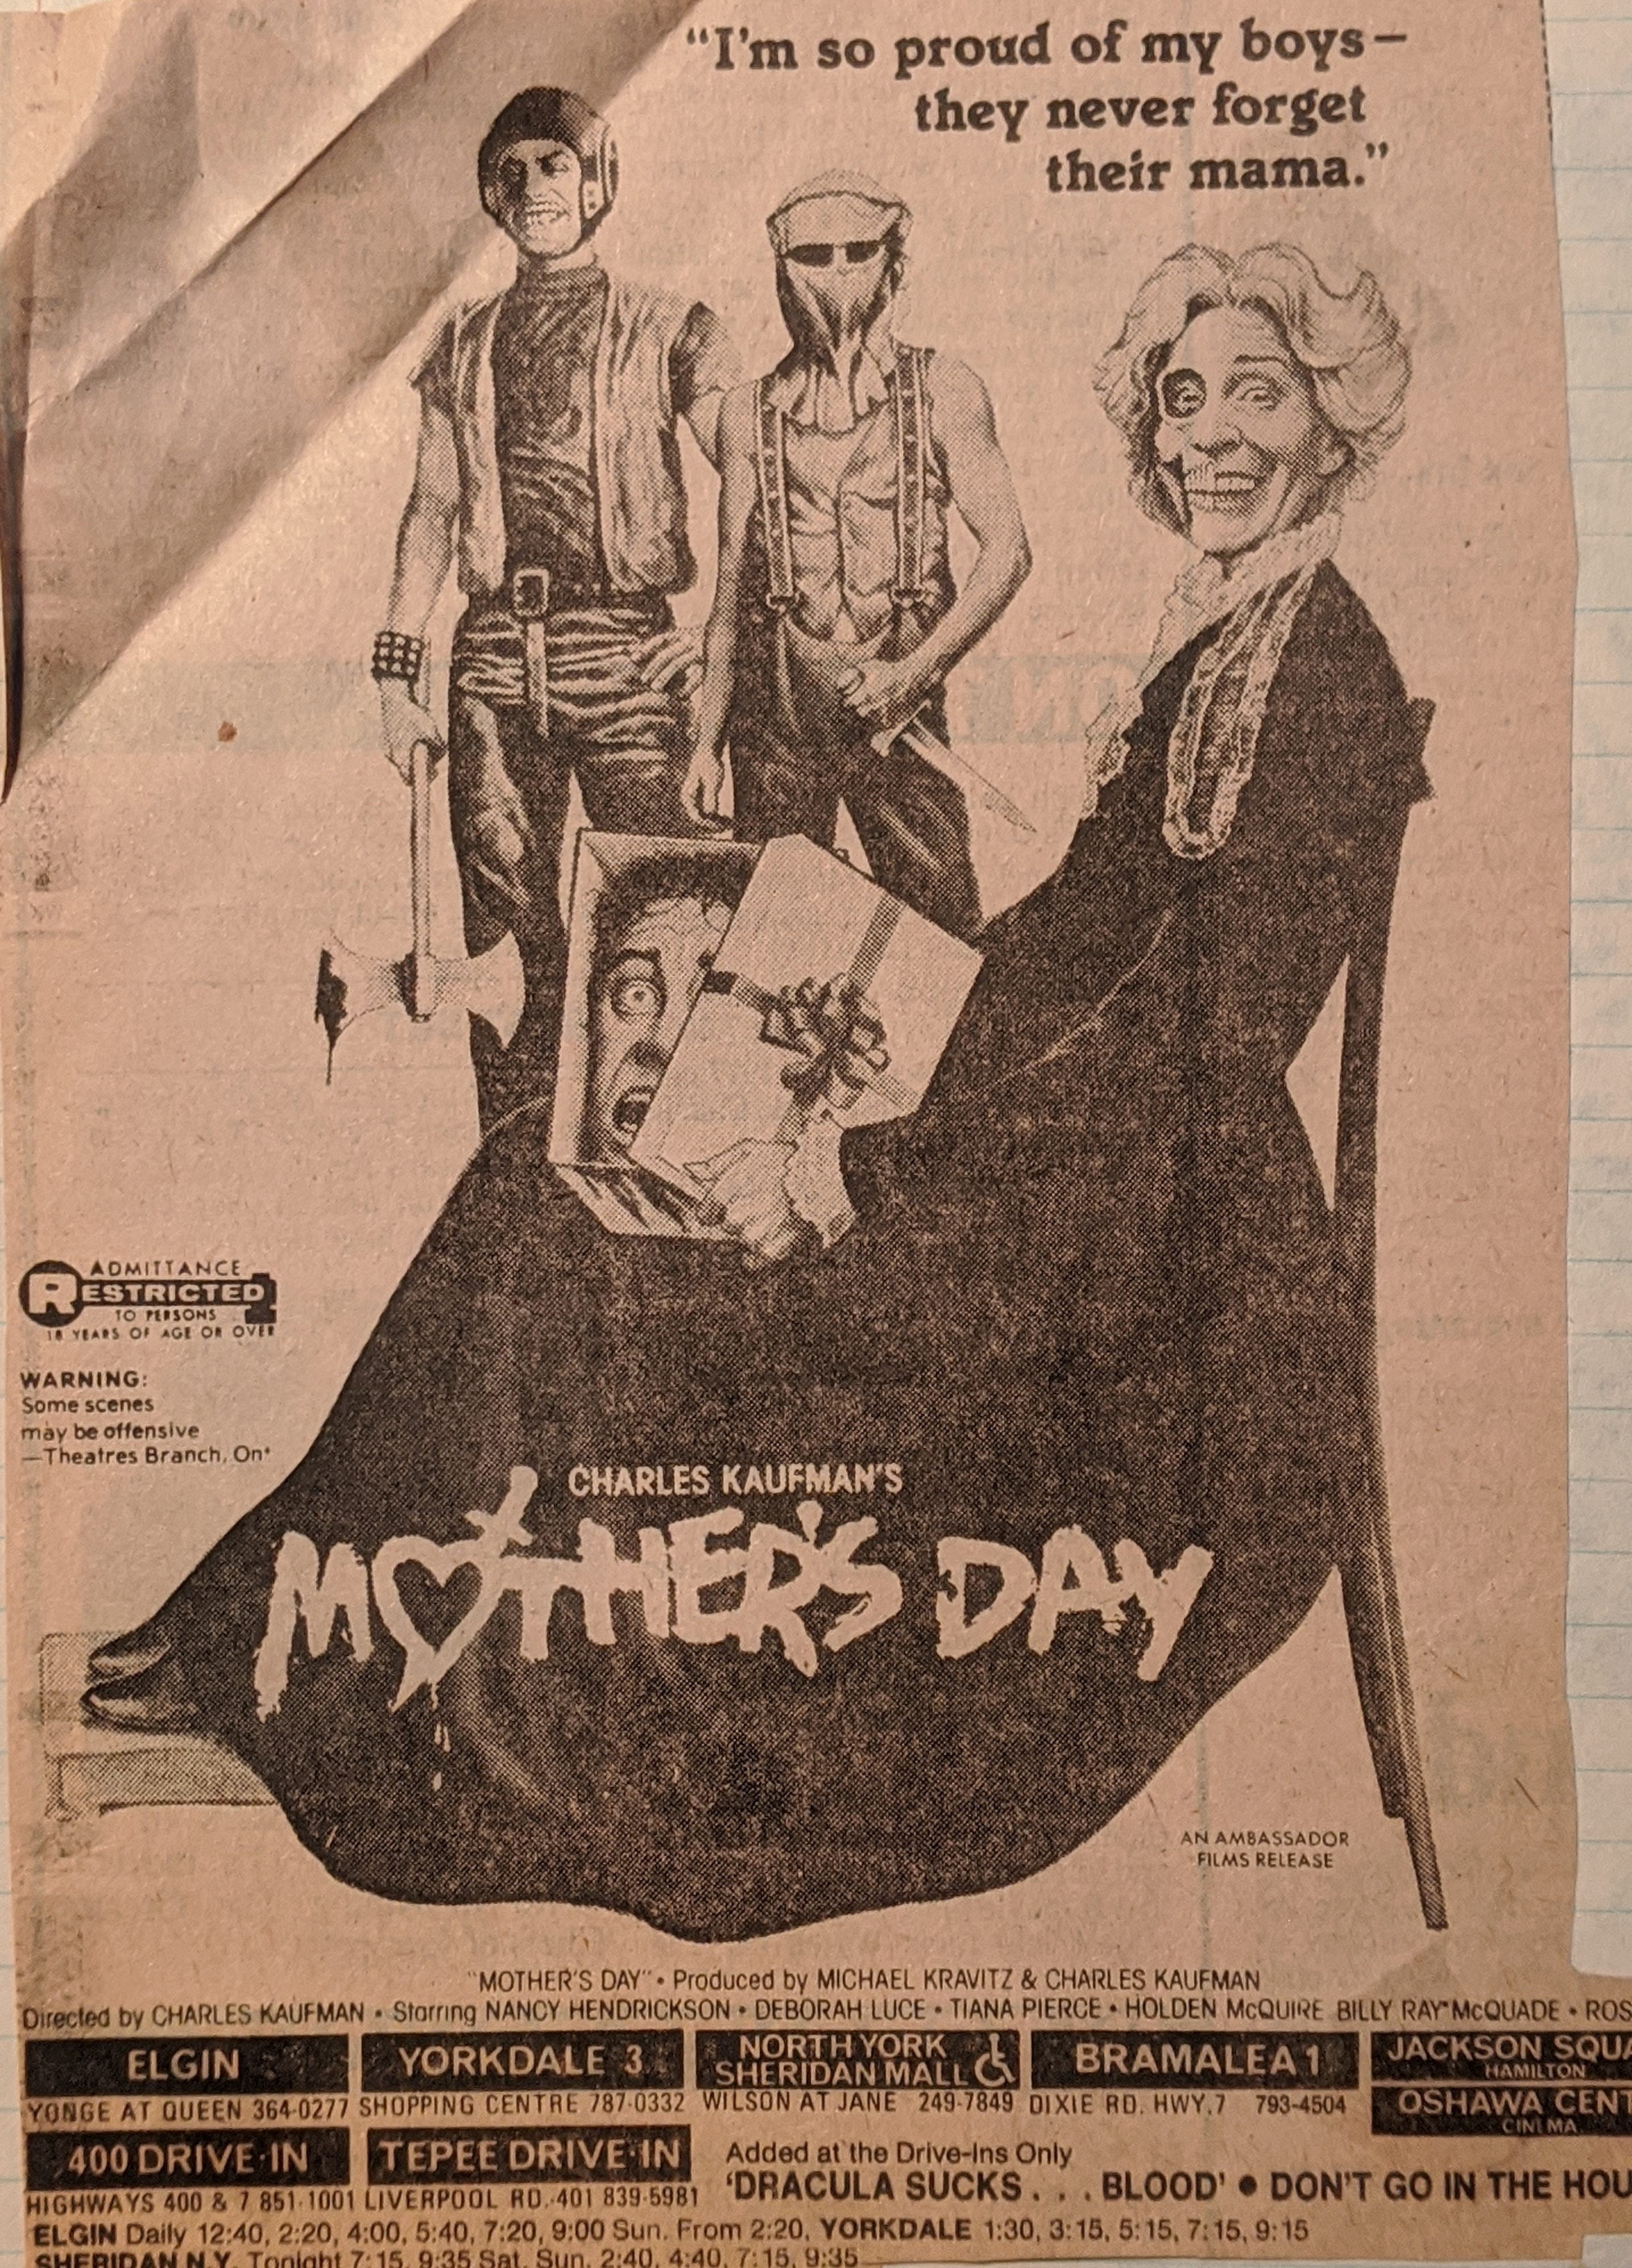 "I'm so proud of my boys—
they never forget
their mama."
ADMITTANCE
RESTRICTED
TO PERSONS
18 YEARS OF AGE OR OVER
WARNING:
Some scenes
may be offensive
—Theatres Branch, Ont
CHARLES KAUFMAN'S
MOTHER'S DAY
AN AMBASSADOR
FILMS RELEASE
"MOTHER'S DAY" • Produced by MICHAEL KRAVITZ & CHARLES KAUFMAN
Directed by CHARLES KAUFMAN • Starring NANCY HENDRICKSON • DEBORAH LUCE • TIANA PIERCE • HOLDEN McQUIRE BILLY RAY McQUADE • ROS
ELGIN
YONGE AT QUEEN 364-0277
YORKDALE 3
SHOPPING CENTRE 787-0332
NORTH YORK
SHERIDAN MALL
WILSON AT JANE 249-7849
BRAMALEA 1
DIXIE RD. HWY.7 793-4504
JACKSON SQUA
HAMILTON
OSHAWA CENT
CINEMA
400 DRIVE-IN
HIGHWAYS 400 & 7 851-1001
TEPEE DRIVE-IN
LIVERPOOL RD.-401 839-5981
Added at the Drive-Ins Only
'DRACULA SUCKS . . . BLOOD' • DON'T GO IN THE HOU
ELGIN Daily 12:40, 2:20, 4:00, 5:40, 7:20, 9:00 Sun. From 2:20, YORKDALE 1:30, 3:15, 5:15, 7:15, 9:15
SHERIDAN N.Y. Tonight 7:15, 9:35 Sat. Sun. 2:40, 4:40, 7:15, 9:35